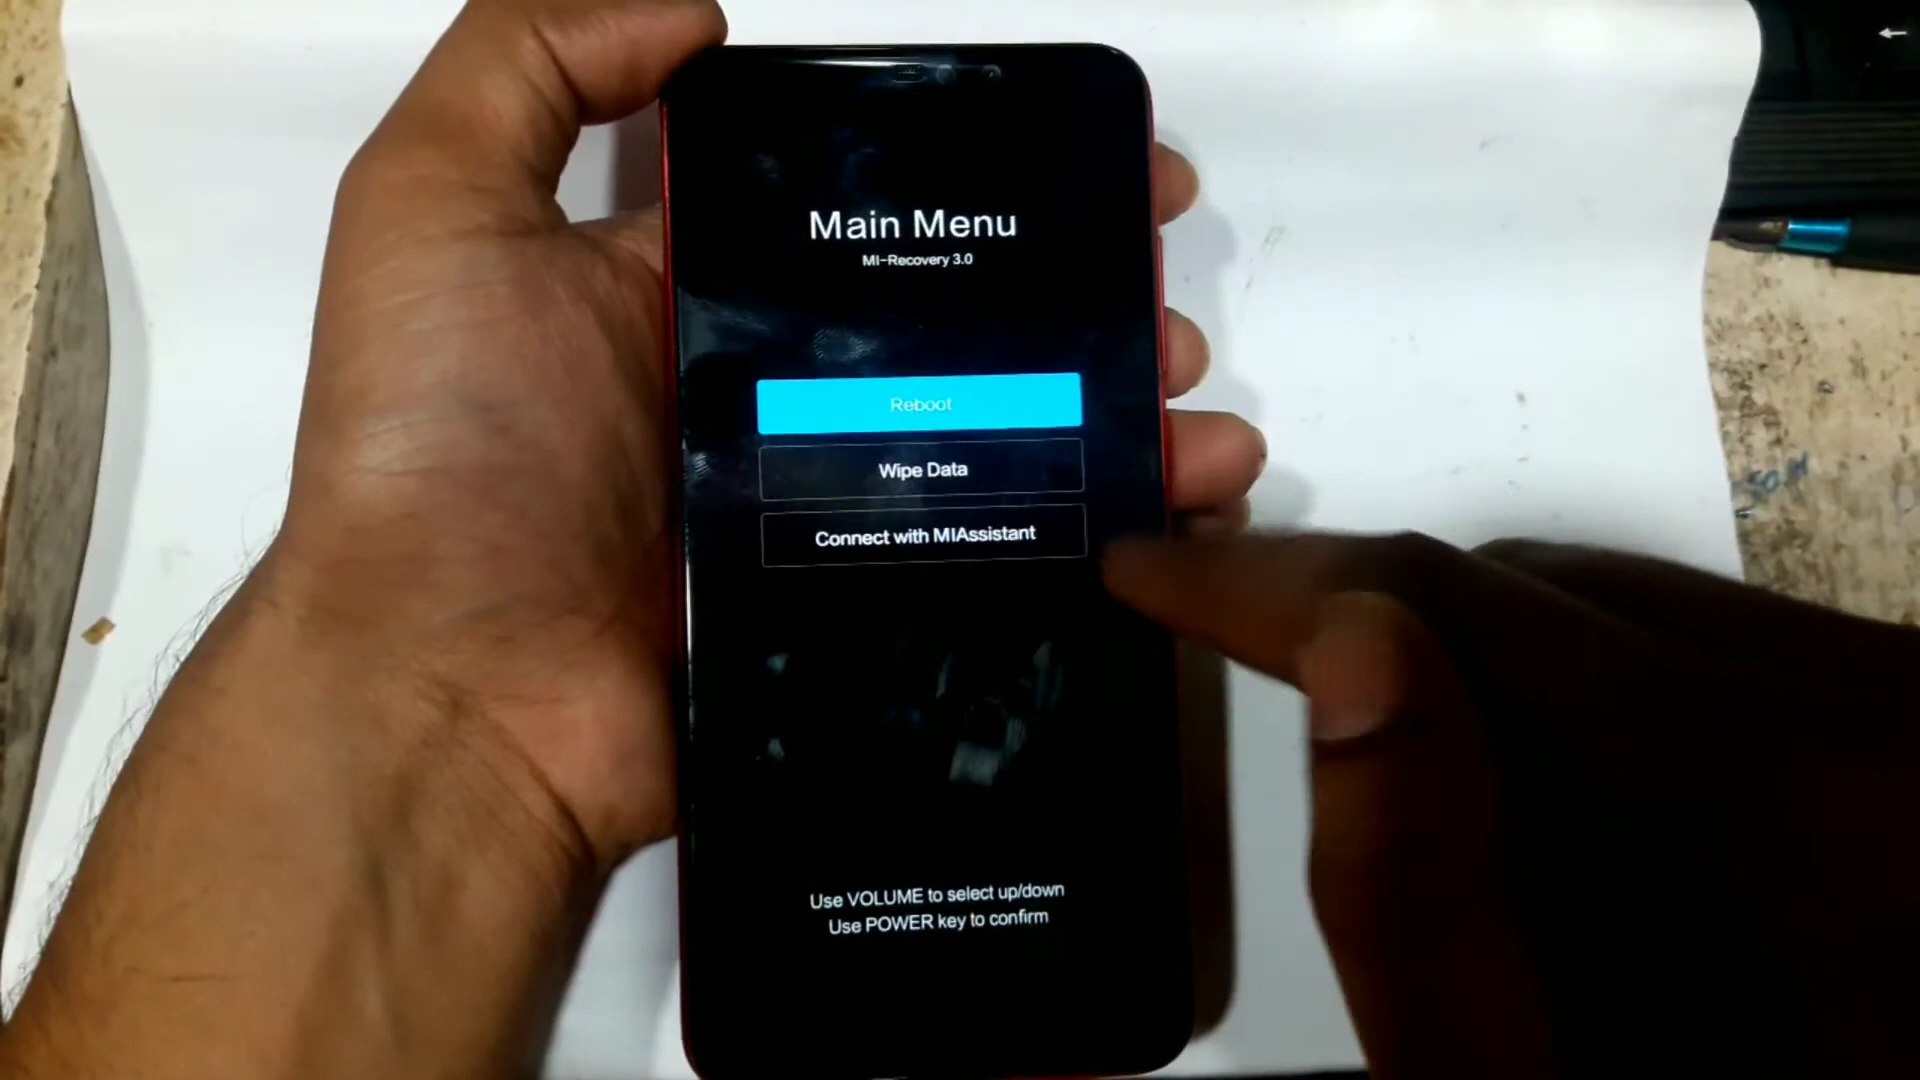 Main Menu
MI-Recovery 3.0
Reboot
Wipe Data
Connect with MIAssistant
Use VOLUME to select up/down
Use POWER key to confirm